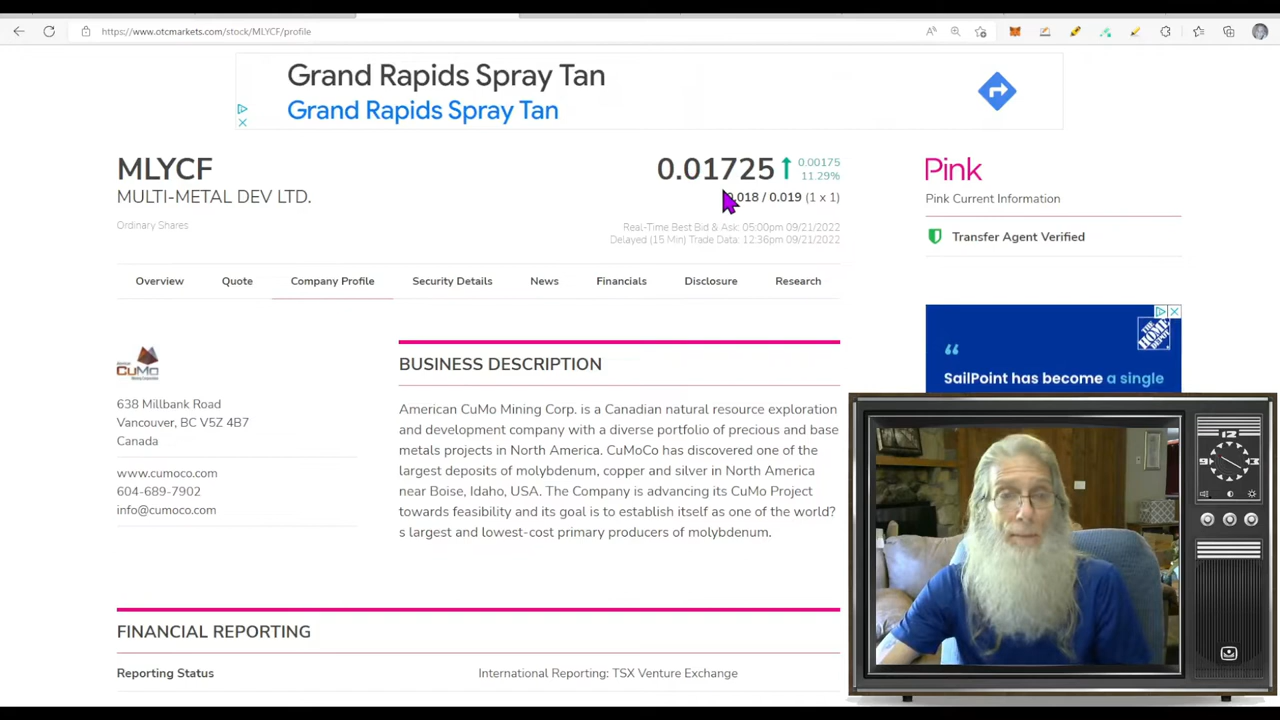 https://www.otcmarkets.com/stock/MLYCF/profile
Grand Rapids Spray Tan
Grand Rapids Spray Tan
MLYCF
MULTI-METAL DEV LTD.
Ordinary Shares
0.01725
0.00175
11.29%
.018 / 0.019 (1 x 1)
Real-Time Best Bid & Ask: 05:00pm 09/21/2022
Delayed (15 Min) Trade Data: 12:36pm 09/21/2022
Pink
Pink Current Information
Transfer Agent Verified
Overview Quote Company Profile Security Details News Financials Disclosure Research
CuMo
638 Millbank Road
Vancouver, BC V5Z 4B7
Canada
www.cumoco.com
604-689-7902
info@cumoco.com
BUSINESS DESCRIPTION
American CuMo Mining Corp. is a Canadian natural resource exploration
and development company with a diverse portfolio of precious and base
metals projects in North America. CuMoCo has discovered one of the
largest deposits of molybdenum, copper and silver in North America
near Boise, Idaho, USA. The Company is advancing its CuMo Project
towards feasibility and its goal is to establish itself as one of the world?
s largest and lowest-cost primary producers of molybdenum.
THE HOME DEPOT
“
SailPoint has become a single
12
9
3
FINANCIAL REPORTING
Reporting Status International Reporting: TSX Venture Exchange